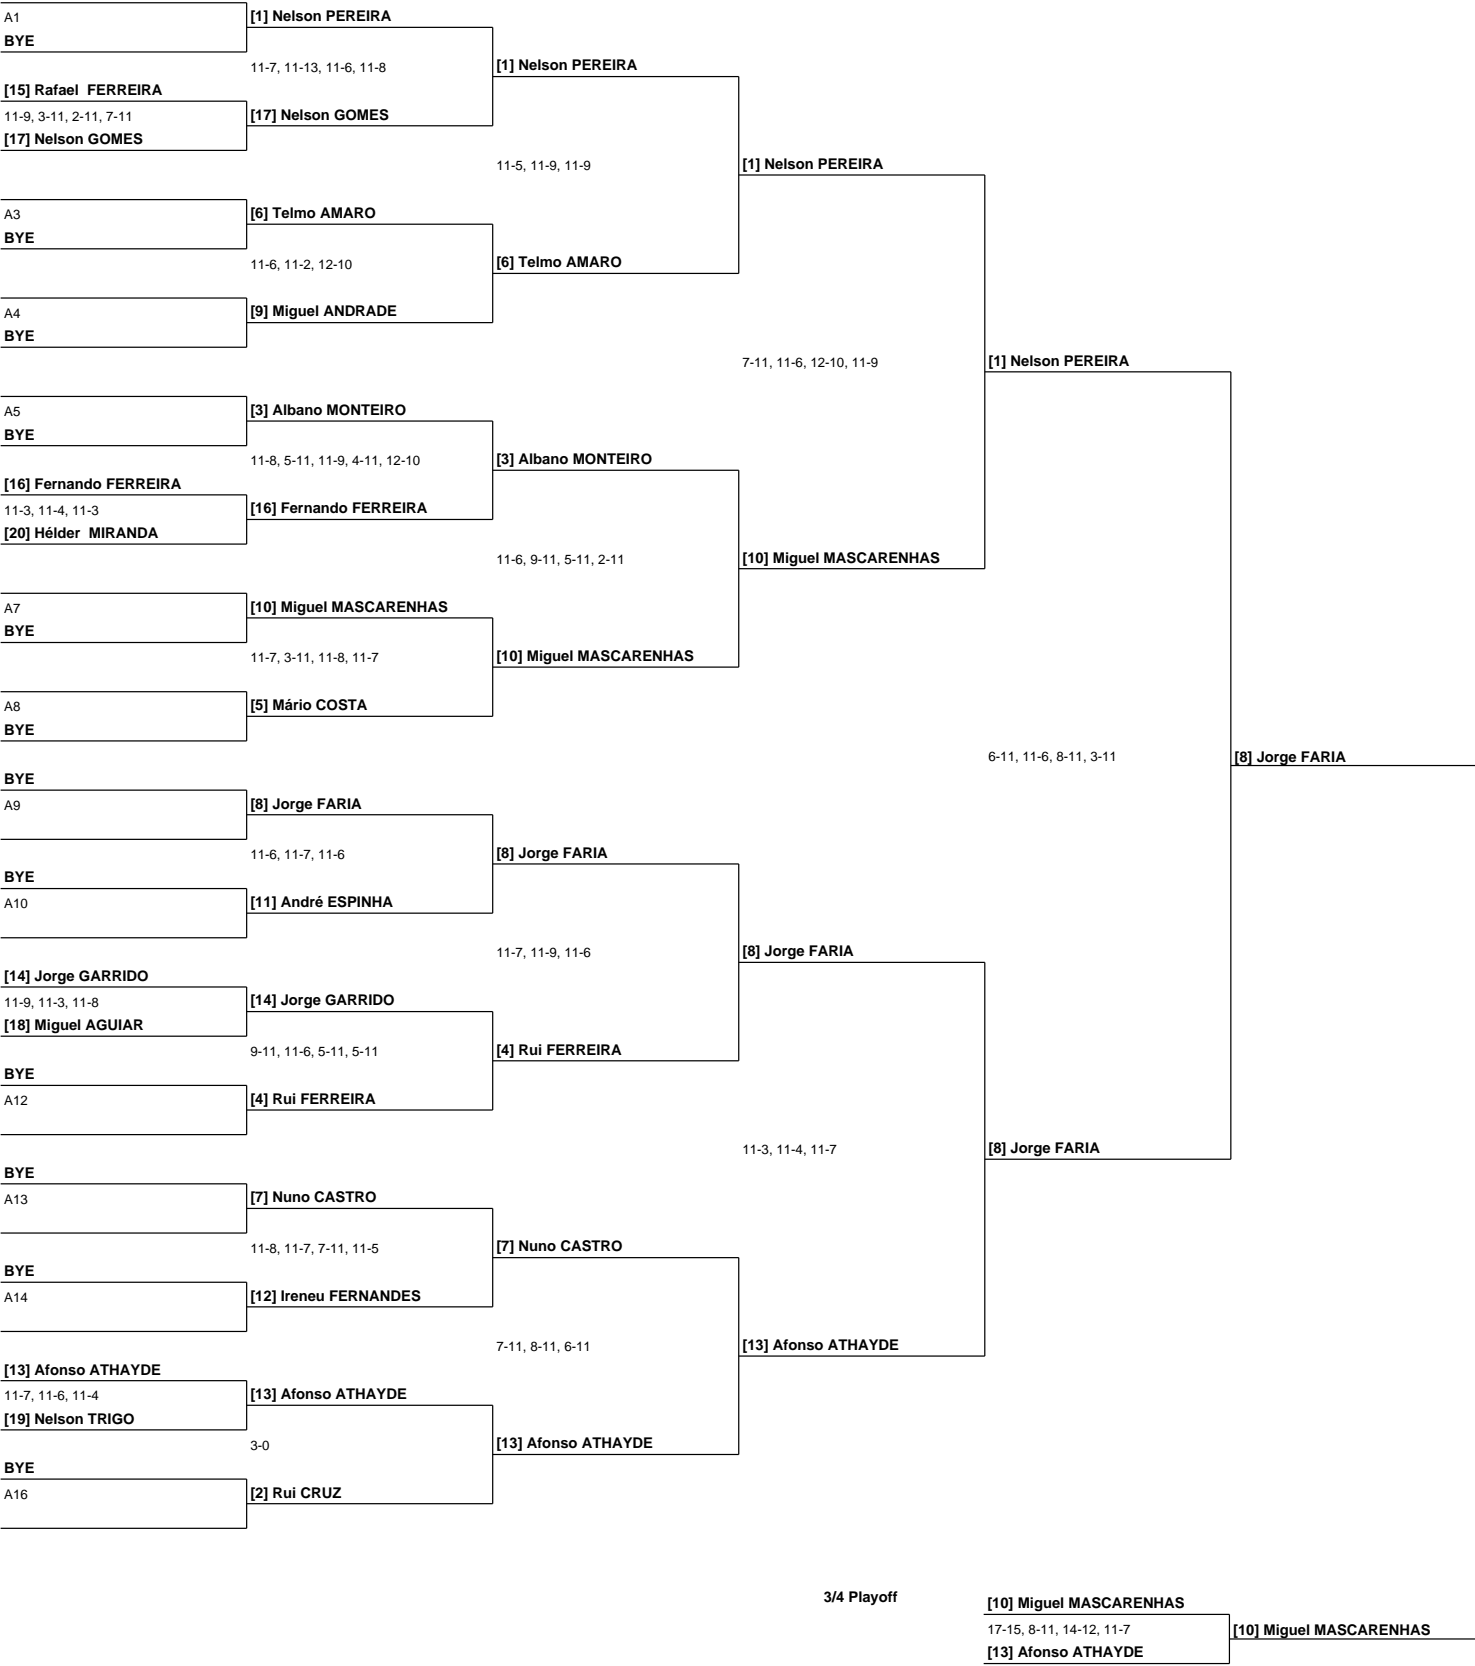 A1
BYE
[1] Nelson PEREIRA
11-7, 11-13, 11-6, 11-8
[15] Rafael  FERREIRA
11-9, 3-11, 2-11, 7-11
[17] Nelson GOMES
[17] Nelson GOMES
[1] Nelson PEREIRA
11-5, 11-9, 11-9
A3
BYE
[6] Telmo AMARO
11-6, 11-2, 12-10
A4
BYE
[9] Miguel ANDRADE
[6] Telmo AMARO
[1] Nelson PEREIRA
7-11, 11-6, 12-10, 11-9
A5
BYE
[3] Albano MONTEIRO
11-8, 5-11, 11-9, 4-11, 12-10
[16] Fernando FERREIRA
11-3, 11-4, 11-3
[20] Hélder  MIRANDA
[16] Fernando FERREIRA
[3] Albano MONTEIRO
11-6, 9-11, 5-11, 2-11
A7
BYE
[10] Miguel MASCARENHAS
11-7, 3-11, 11-8, 11-7
A8
BYE
[5] Mário COSTA
[10] Miguel MASCARENHAS
[10] Miguel MASCARENHAS
[1] Nelson PEREIRA
6-11, 11-6, 8-11, 3-11
[8] Jorge FARIA
BYE
A9
[8] Jorge FARIA
11-6, 11-7, 11-6
BYE
A10
[11] André ESPINHA
[8] Jorge FARIA
11-7, 11-9, 11-6
[14] Jorge GARRIDO
11-9, 11-3, 11-8
[18] Miguel AGUIAR
[14] Jorge GARRIDO
9-11, 11-6, 5-11, 5-11
BYE
A12
[4] Rui FERREIRA
[4] Rui FERREIRA
[8] Jorge FARIA
11-3, 11-4, 11-7
[8] Jorge FARIA
BYE
A13
[7] Nuno CASTRO
11-8, 11-7, 7-11, 11-5
BYE
A14
[12] Ireneu FERNANDES
[7] Nuno CASTRO
7-11, 8-11, 6-11
[13] Afonso ATHAYDE
[13] Afonso ATHAYDE
11-7, 11-6, 11-4
[19] Nelson TRIGO
[13] Afonso ATHAYDE
3-0
BYE
A16
[2] Rui CRUZ
[13] Afonso ATHAYDE
3/4 Playoff
[10] Miguel MASCARENHAS
17-15, 8-11, 14-12, 11-7
[13] Afonso ATHAYDE
[10] Miguel MASCARENHAS